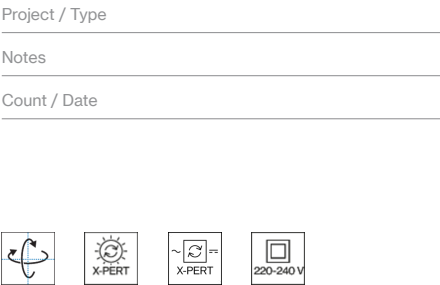 Project / Type
Notes
Count / Date
X-PERT
X-PERT
220-240 V